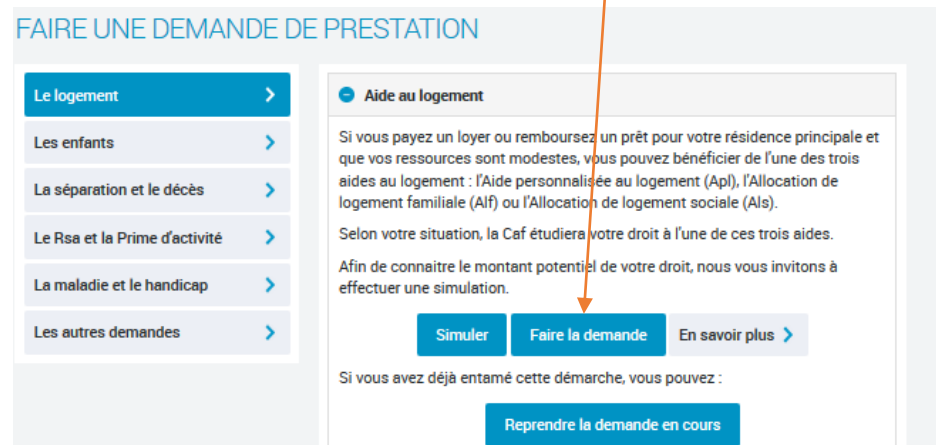 FAIRE UNE DEMANDE DE PRESTATION
Le logement
Les enfants
La séparation et le décès
Le Rsa et la Prime d'activité
La maladie et le handicap
Les autres demandes
Aide au logement
Si vous payez un loyer ou remboursez un prêt pour votre résidence principale et
que vos ressources sont modestes, vous pouvez bénéficier de l'une des trois
aides au logement : l'Aide personnalisée au logement (Apl), l'Allocation de
logement familiale (Alf) ou l'Allocation de logement sociale (Als).
Selon votre situation, la Caf étudiera votre droit à l'une de ces trois aides.
Afin de connaitre le montant potentiel de votre droit, nous vous invitons à
effectuer une simulation.
Simuler Faire la demande En savoir plus
Si vous avez déjà entamé cette démarche, vous pouvez :
Reprendre la demande en cours